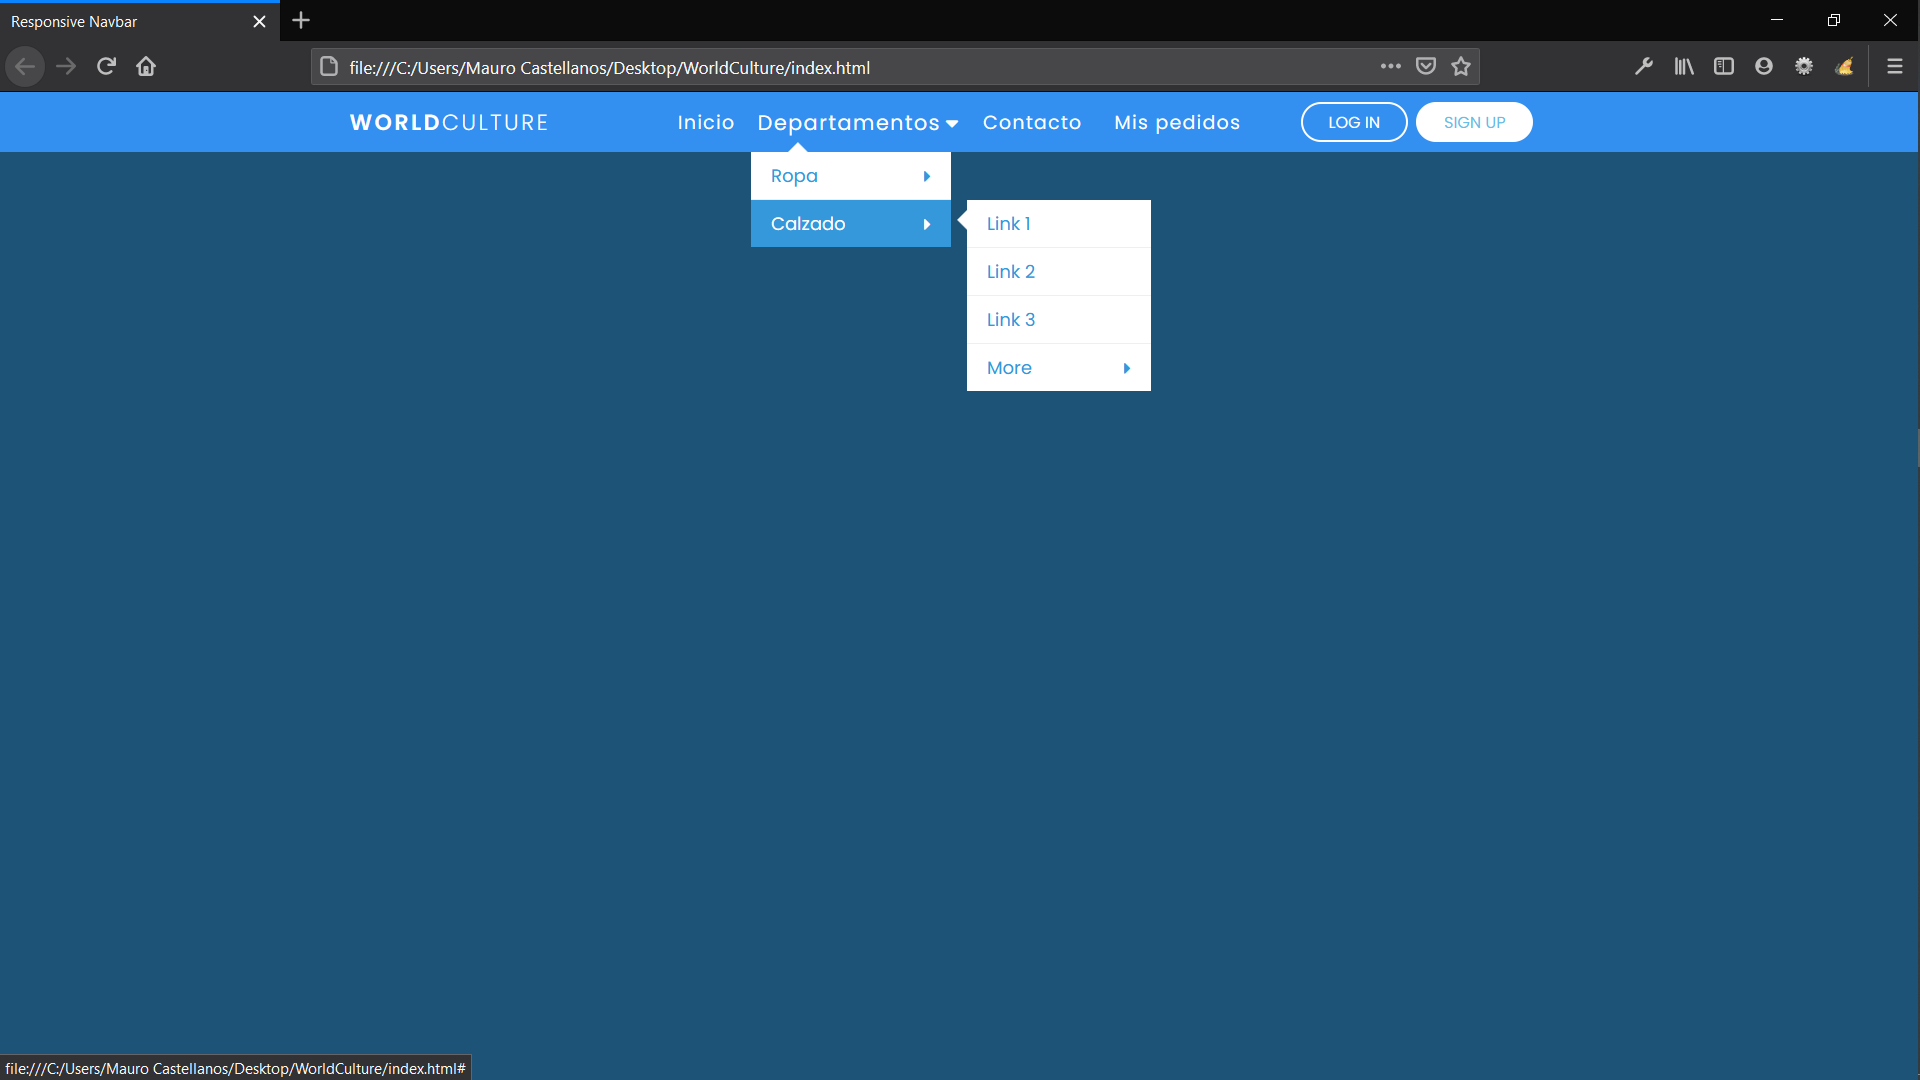 Responsive Navbar
file:///C:/Users/Mauro Castellanos/Desktop/WorldCulture/index.html
WORLDCULTURE Inicio Departamentos Contacto Mis pedidos LOG IN SIGN UP
Ropa
Calzado Link 1
Link 2
Link 3
More
file:///C:/Users/Mauro Castellanos/Desktop/WorldCulture/index.html#